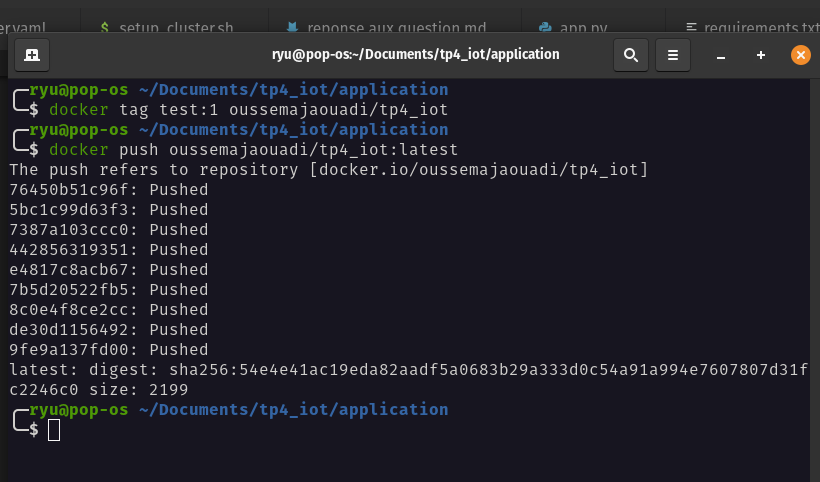 er.yaml
$ setup_cluster.sh
reponse aux question.md
app.py
requirements.txt
ryu@pop-os:~/Documents/tp4_iot/application
ryu@pop-os ~/Documents/tp4_iot/application
$ docker tag test:1 oussemajaouadi/tp4_iot
ryu@pop-os ~/Documents/tp4_iot/application
$ docker push oussemajaouadi/tp4_iot:latest
The push refers to repository [docker.io/oussemajaouadi/tp4_iot]
76450b51c96f: Pushed
5bc1c99d63f3: Pushed
7387a103ccc0: Pushed
442856319351: Pushed
e4817c8acb67: Pushed
7b5d20522fb5: Pushed
8c0e4f8ce2cc: Pushed
de30d1156492: Pushed
9fe9a137fd00: Pushed
latest: digest: sha256:54e4e41ac19eda82aadf5a0683b29a333d0c54a91a994e7607807d31f
c2246c0 size: 2199
ryu@pop-os ~/Documents/tp4_iot/application
$